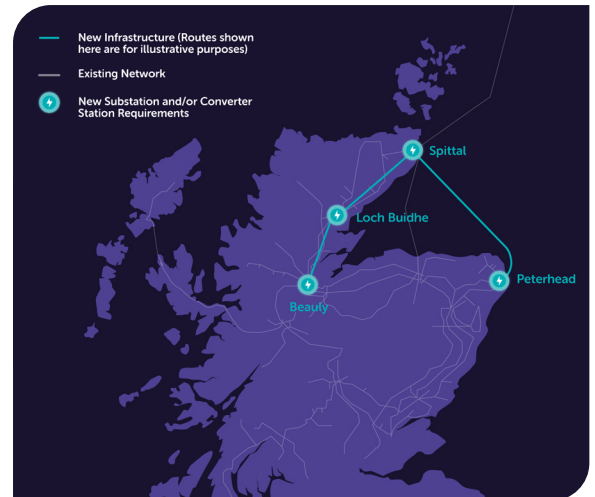 New Infrastructure (Routes shown
here are for illustrative purposes)
Existing Network
New Substation and/or Converter
Station Requirements
Spittal
Loch Buidhe
Beauly
Peterhead